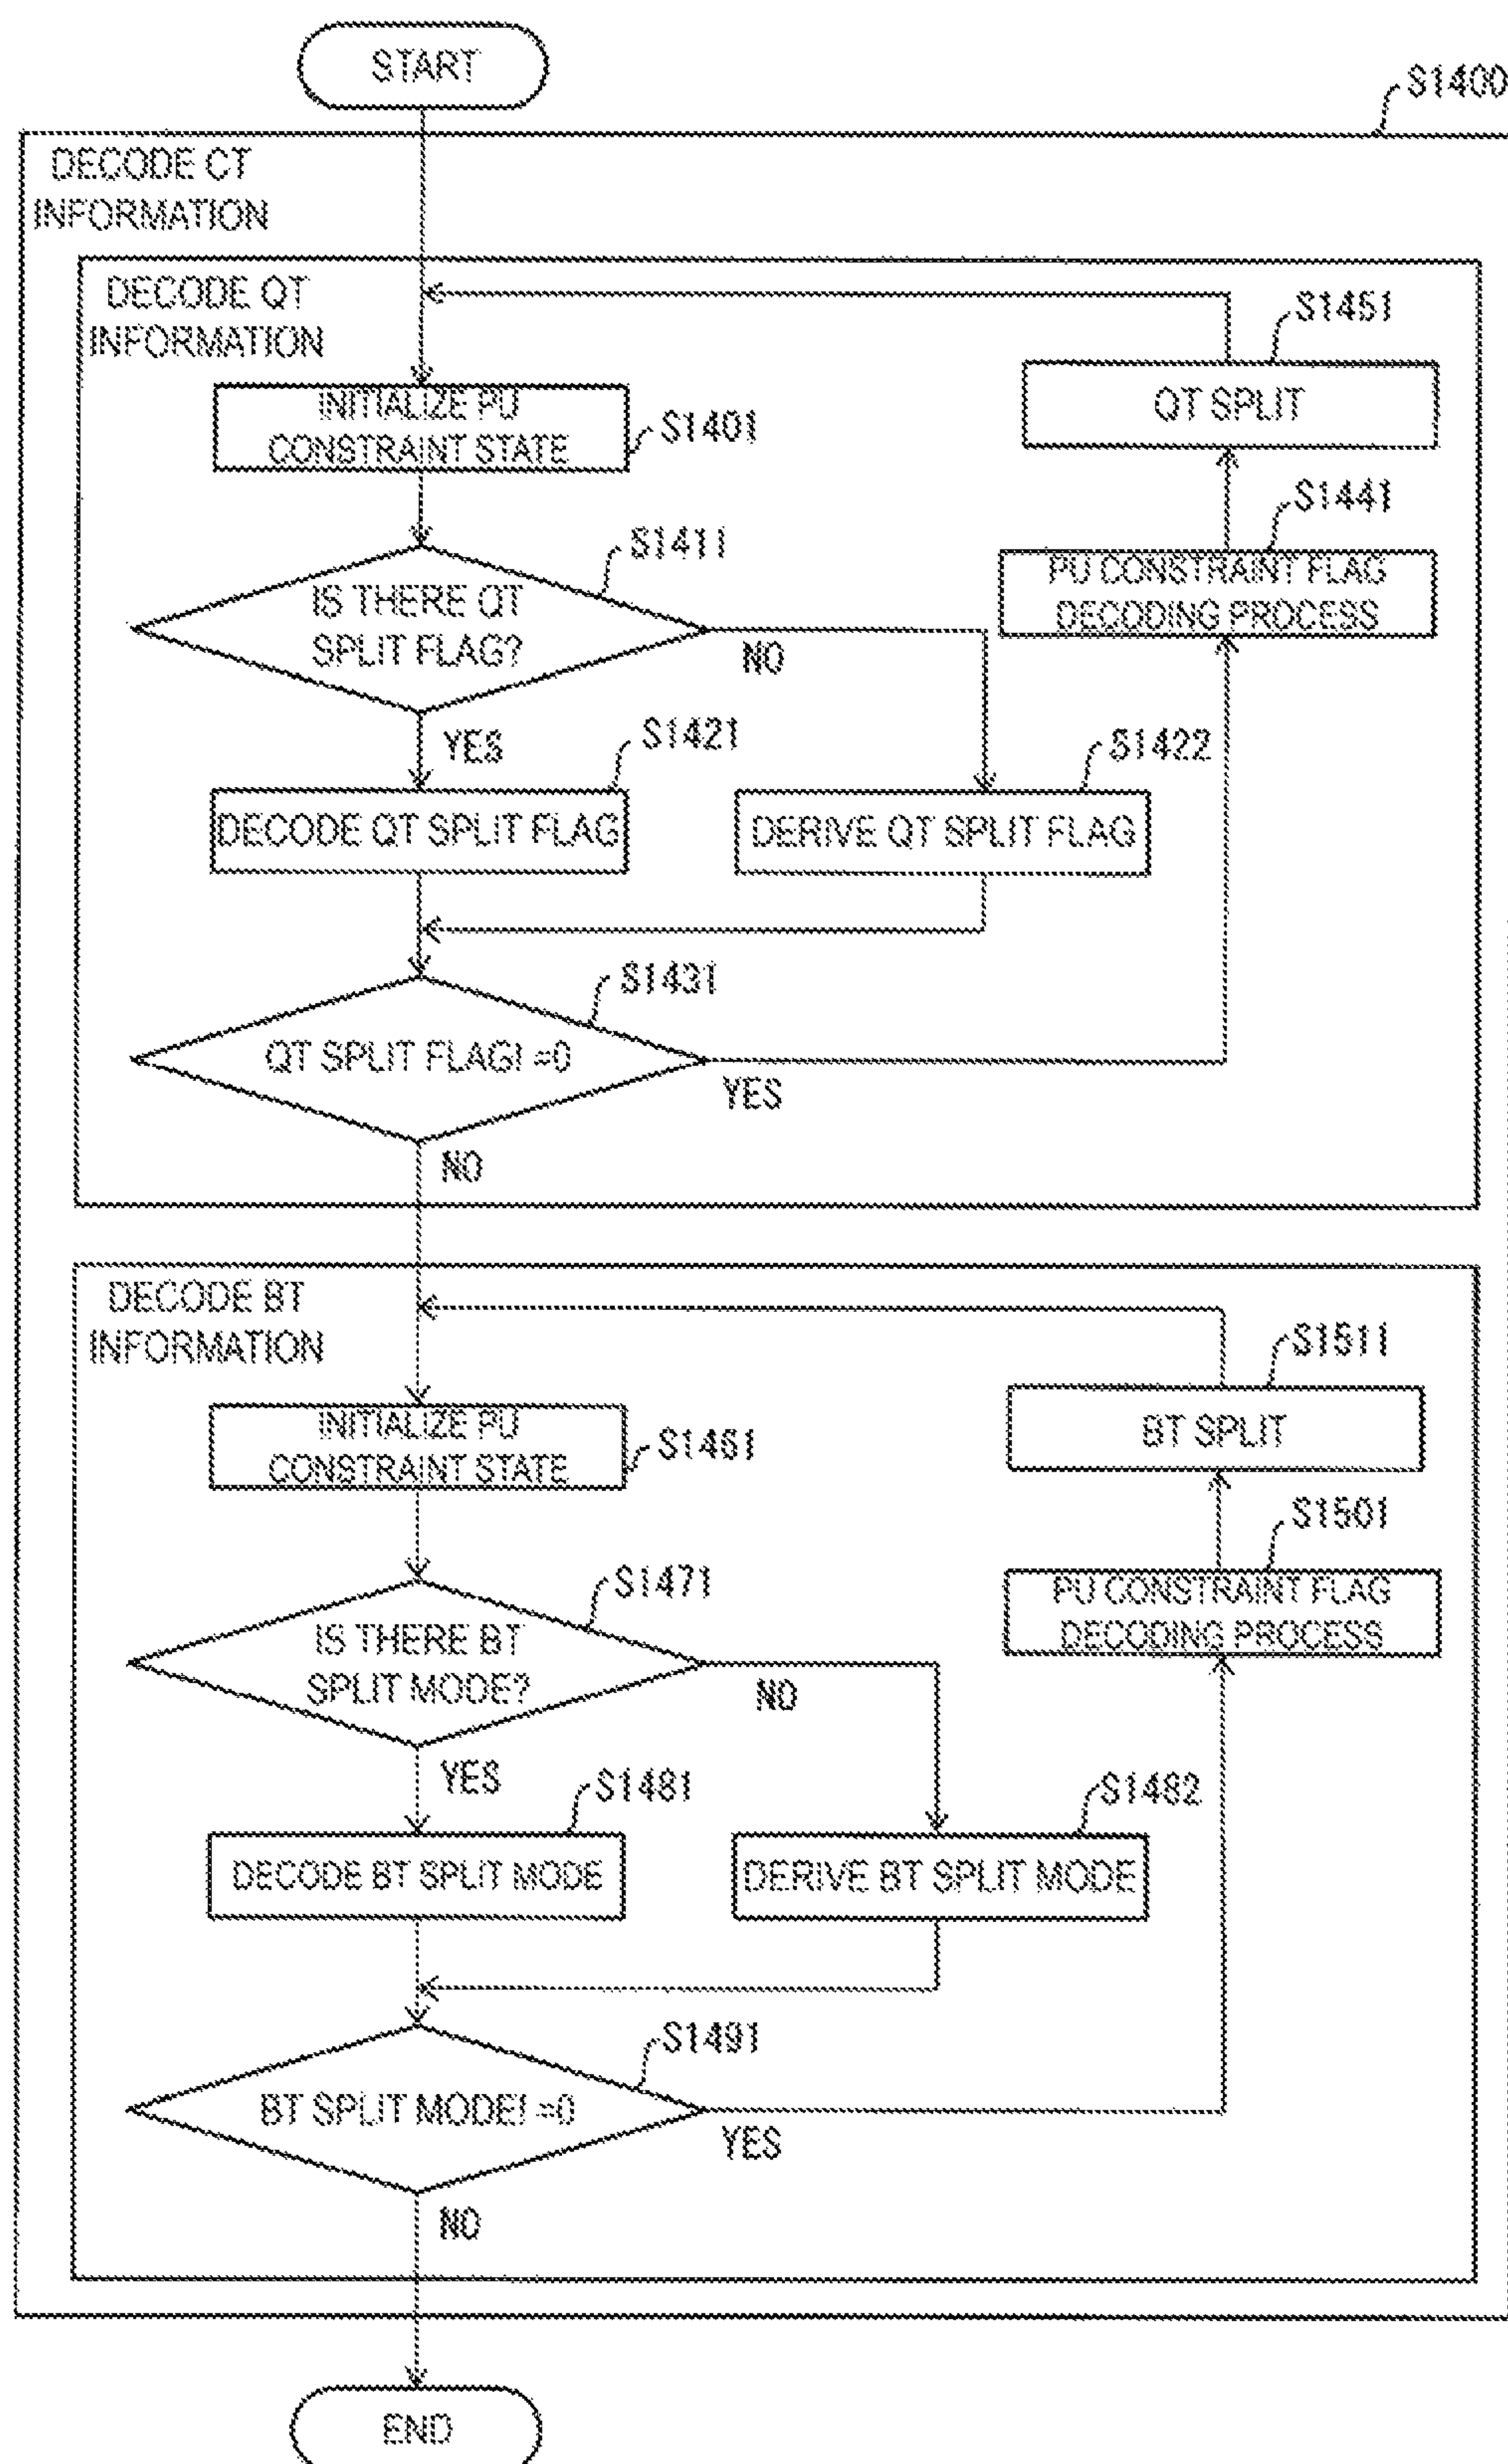 START
S1400
DECODE CT
INFORMATION
DECODE QT
INFORMATION
S1451
QT SPLIT
INITIALIZE PU
CONSTRAINT STATE
S1401
S1441
PU CONSTRAINT FLAG
DECODING PROCESS
S1411
IS THERE QT
SPLIT FLAG?
NO
YES
S1421
S1422
DECODE QT SPLIT FLAG
DERIVE QT SPLIT FLAG
S1431
QT SPLIT FLAG! =0
YES
NO
DECODE BT
INFORMATION
S1511
BT SPLIT
INITIALIZE PU
CONSTRAINT STATE
S1461
S1501
PU CONSTRAINT FLAG
DECODING PROCESS
S1471
IS THERE BT
SPLIT MODE?
NO
YES
S1481
S1482
DECODE BT SPLIT MODE
DERIVE BT SPLIT MODE
S1491
BT SPLIT MODE! =0
YES
NO
END